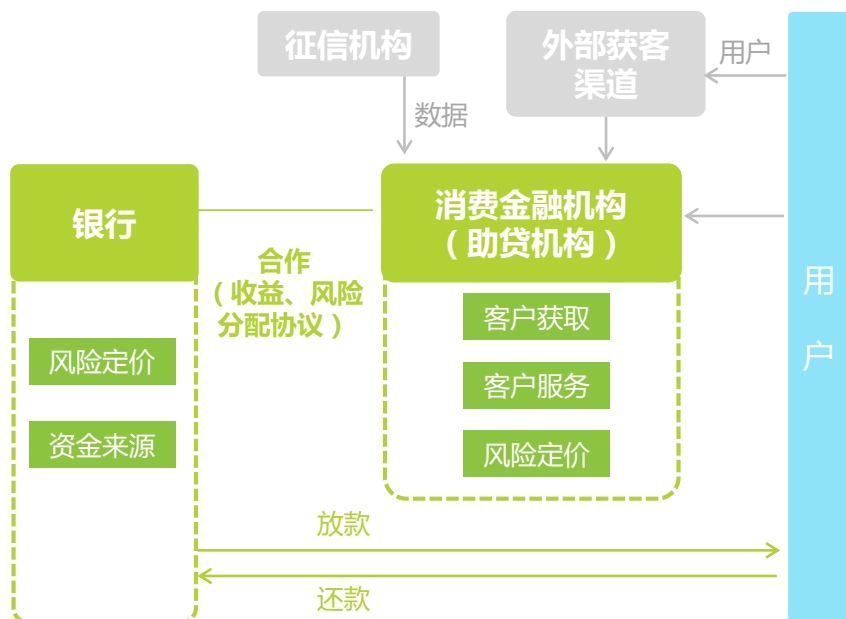 征信机构
外部获客
渠道
用户
数据
银行
消费金融机构
（助贷机构）
合作
（收益、风险
分配协议）
风险定价
资金来源
客户获取
客户服务
风险定价
用
户
放款
还款